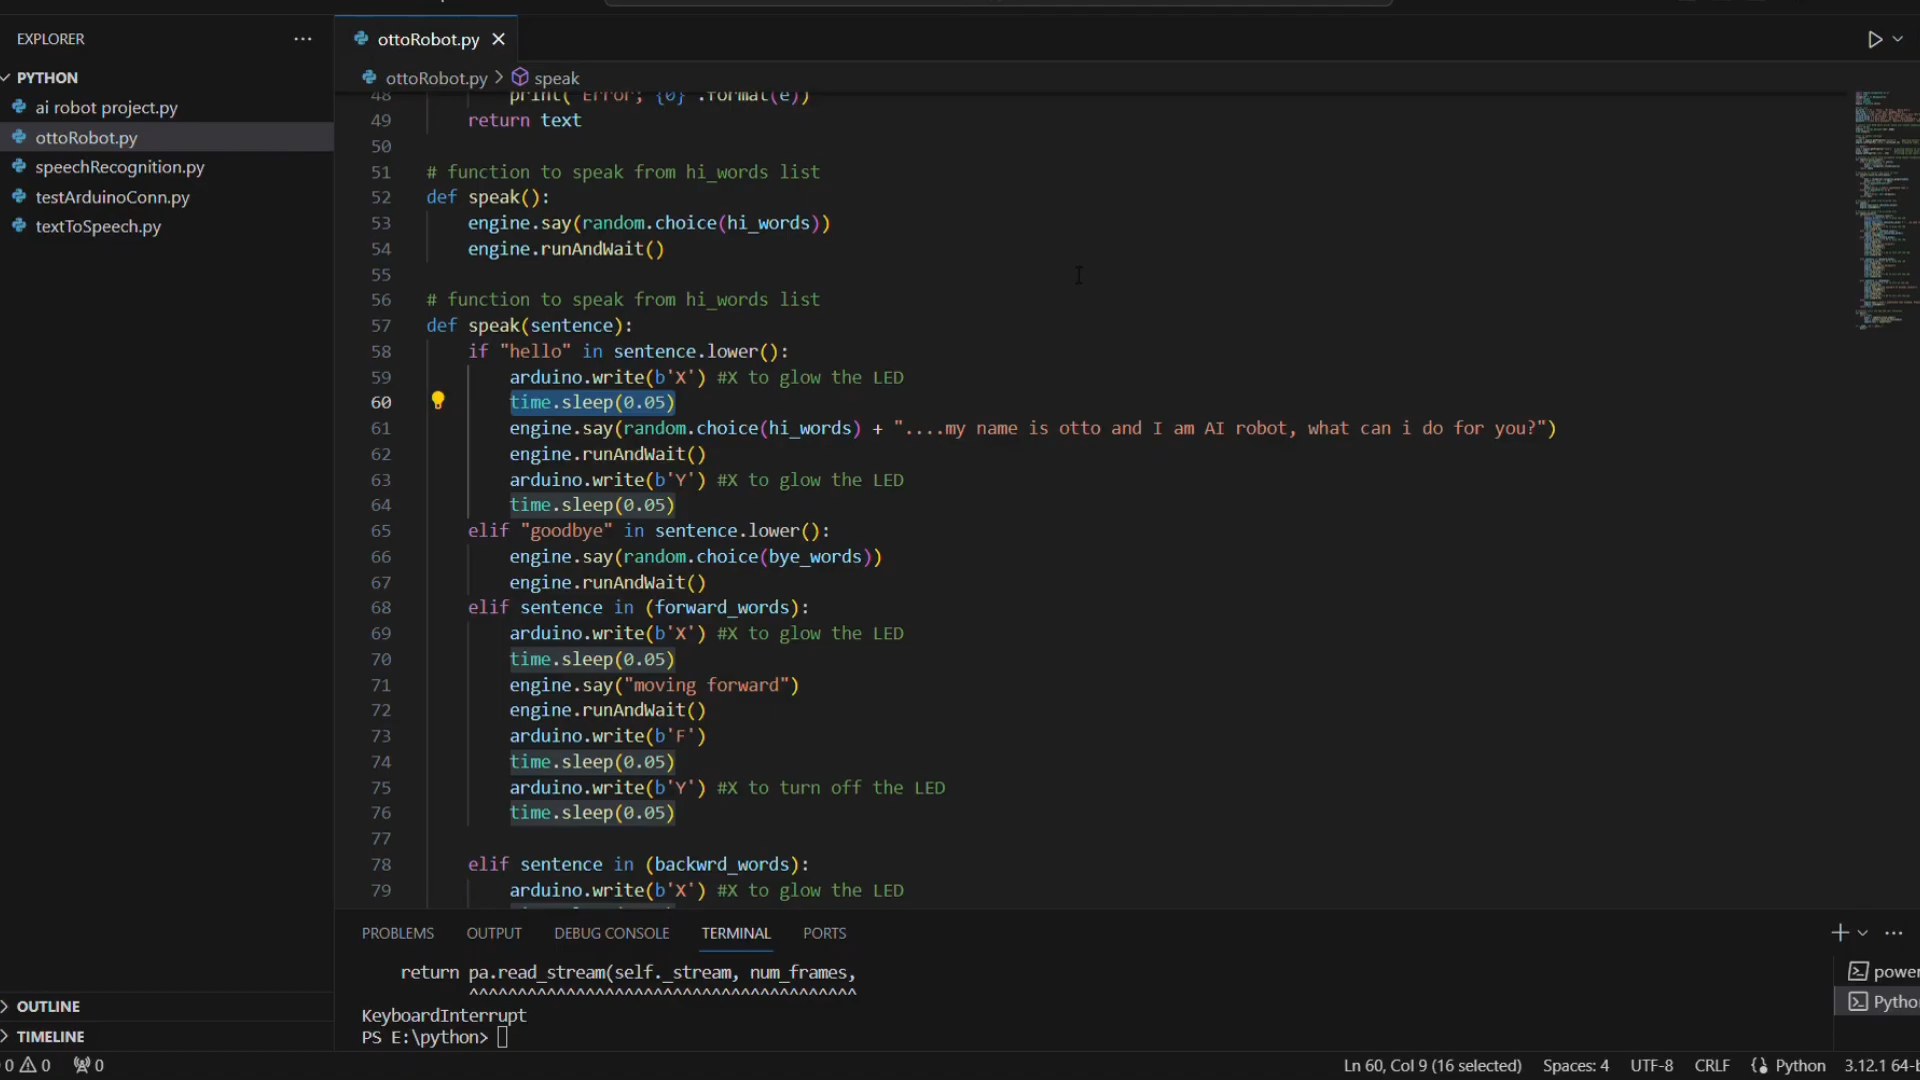 EXPLORER
PYTHON
ai robot project.py
ottoRobot.py
speechRecognition.py
testArduinoConn.py
textToSpeech.py
OUTLINE
TIMELINE
ottoRobot.py
ottoRobot.py > speak
48 print("Error; {0}".format(e))
49 return text
50
51 # function to speak from hi_words list
52 def speak():
53 engine.say(random.choice(hi_words))
54 engine.runAndWait()
55
56 # function to speak from hi_words list
57 def speak(sentence):
58 if "hello" in sentence.lower():
59 arduino.write(b'X') #X to glow the LED
60 time.sleep(0.05)
61 engine.say(random.choice(hi_words) + "....my name is otto and I am AI robot, what can i do for you?")
62 engine.runAndWait()
63 arduino.write(b'Y') #X to glow the LED
64 time.sleep(0.05)
65 elif "goodbye" in sentence.lower():
66 engine.say(random.choice(bye_words))
67 engine.runAndWait()
68 elif sentence in (forward_words):
69 arduino.write(b'X') #X to glow the LED
70 time.sleep(0.05)
71 engine.say("moving forward")
72 engine.runAndWait()
73 arduino.write(b'F')
74 time.sleep(0.05)
75 arduino.write(b'Y') #X to turn off the LED
76 time.sleep(0.05)
77
78 elif sentence in (backwrd_words):
79 arduino.write(b'X') #X to glow the LED
PROBLEMS OUTPUT DEBUG CONSOLE TERMINAL PORTS
return pa.read_stream(self._stream, num_frames,
^^^^^^^^^^^^^^^^^^^^^^^^^^^^^^^^^^^^^
KeyboardInterrupt
PS E:\python>
power
Pytho
0 0 0 Ln 60, Col 9 (16 selected) Spaces: 4 UTF-8 CRLF Python 3.12.1 64-b